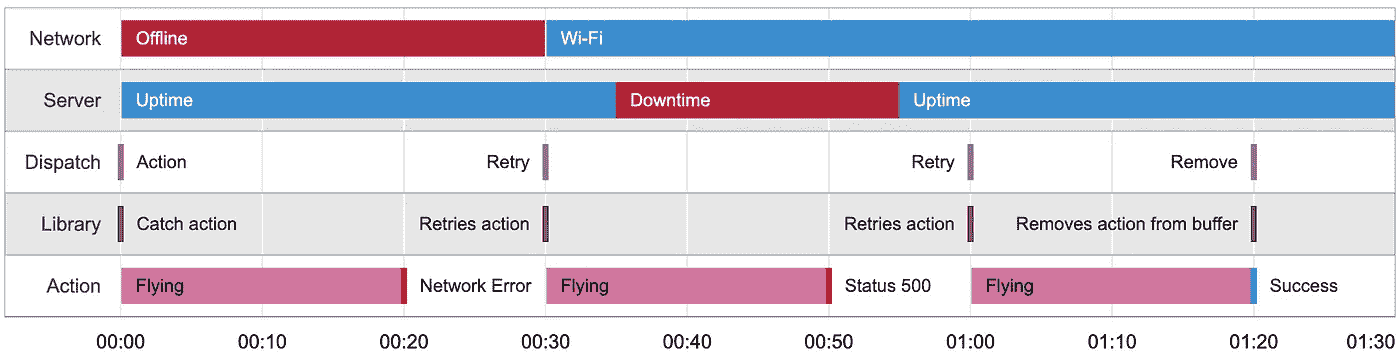 Network Offline Wi-Fi
Server Uptime Downtime Uptime
Dispatch Action Retry Retry Remove
Library Catch action Retries action Retries action Removes action from buffer
Action Flying Network Error Flying Status 500 Flying Success
00:00 00:10 00:20 00:30 00:40 00:50 01:00 01:10 01:20 01:30